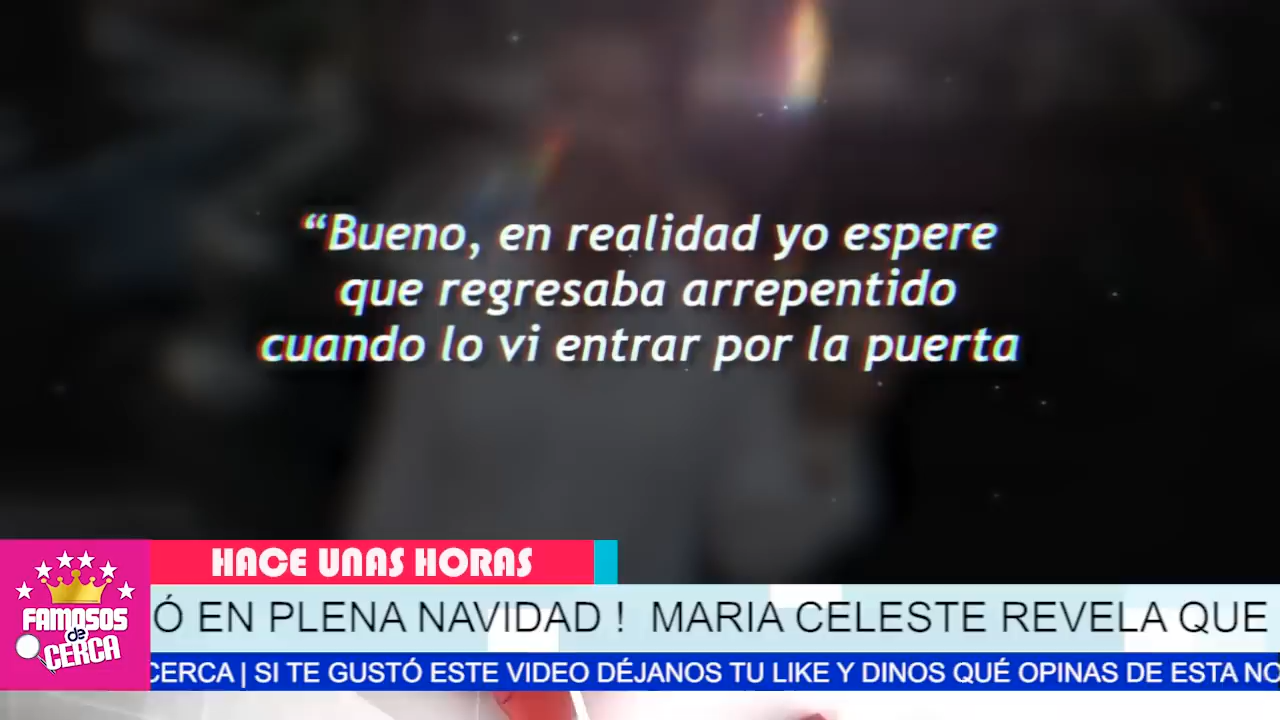 “Bueno, en realidad yo espere
que regresaba arrepentido
cuando lo vi entrar por la puerta
HACE UNAS HORAS
FAMOSOS
de
CERCA
Ó EN PLENA NAVIDAD ! MARIA CELESTE REVELA QUE
CERCA | SI TE GUSTÓ ESTE VIDEO DÉJANOS TU LIKE Y DINOS QUÉ OPINAS DE ESTA NO